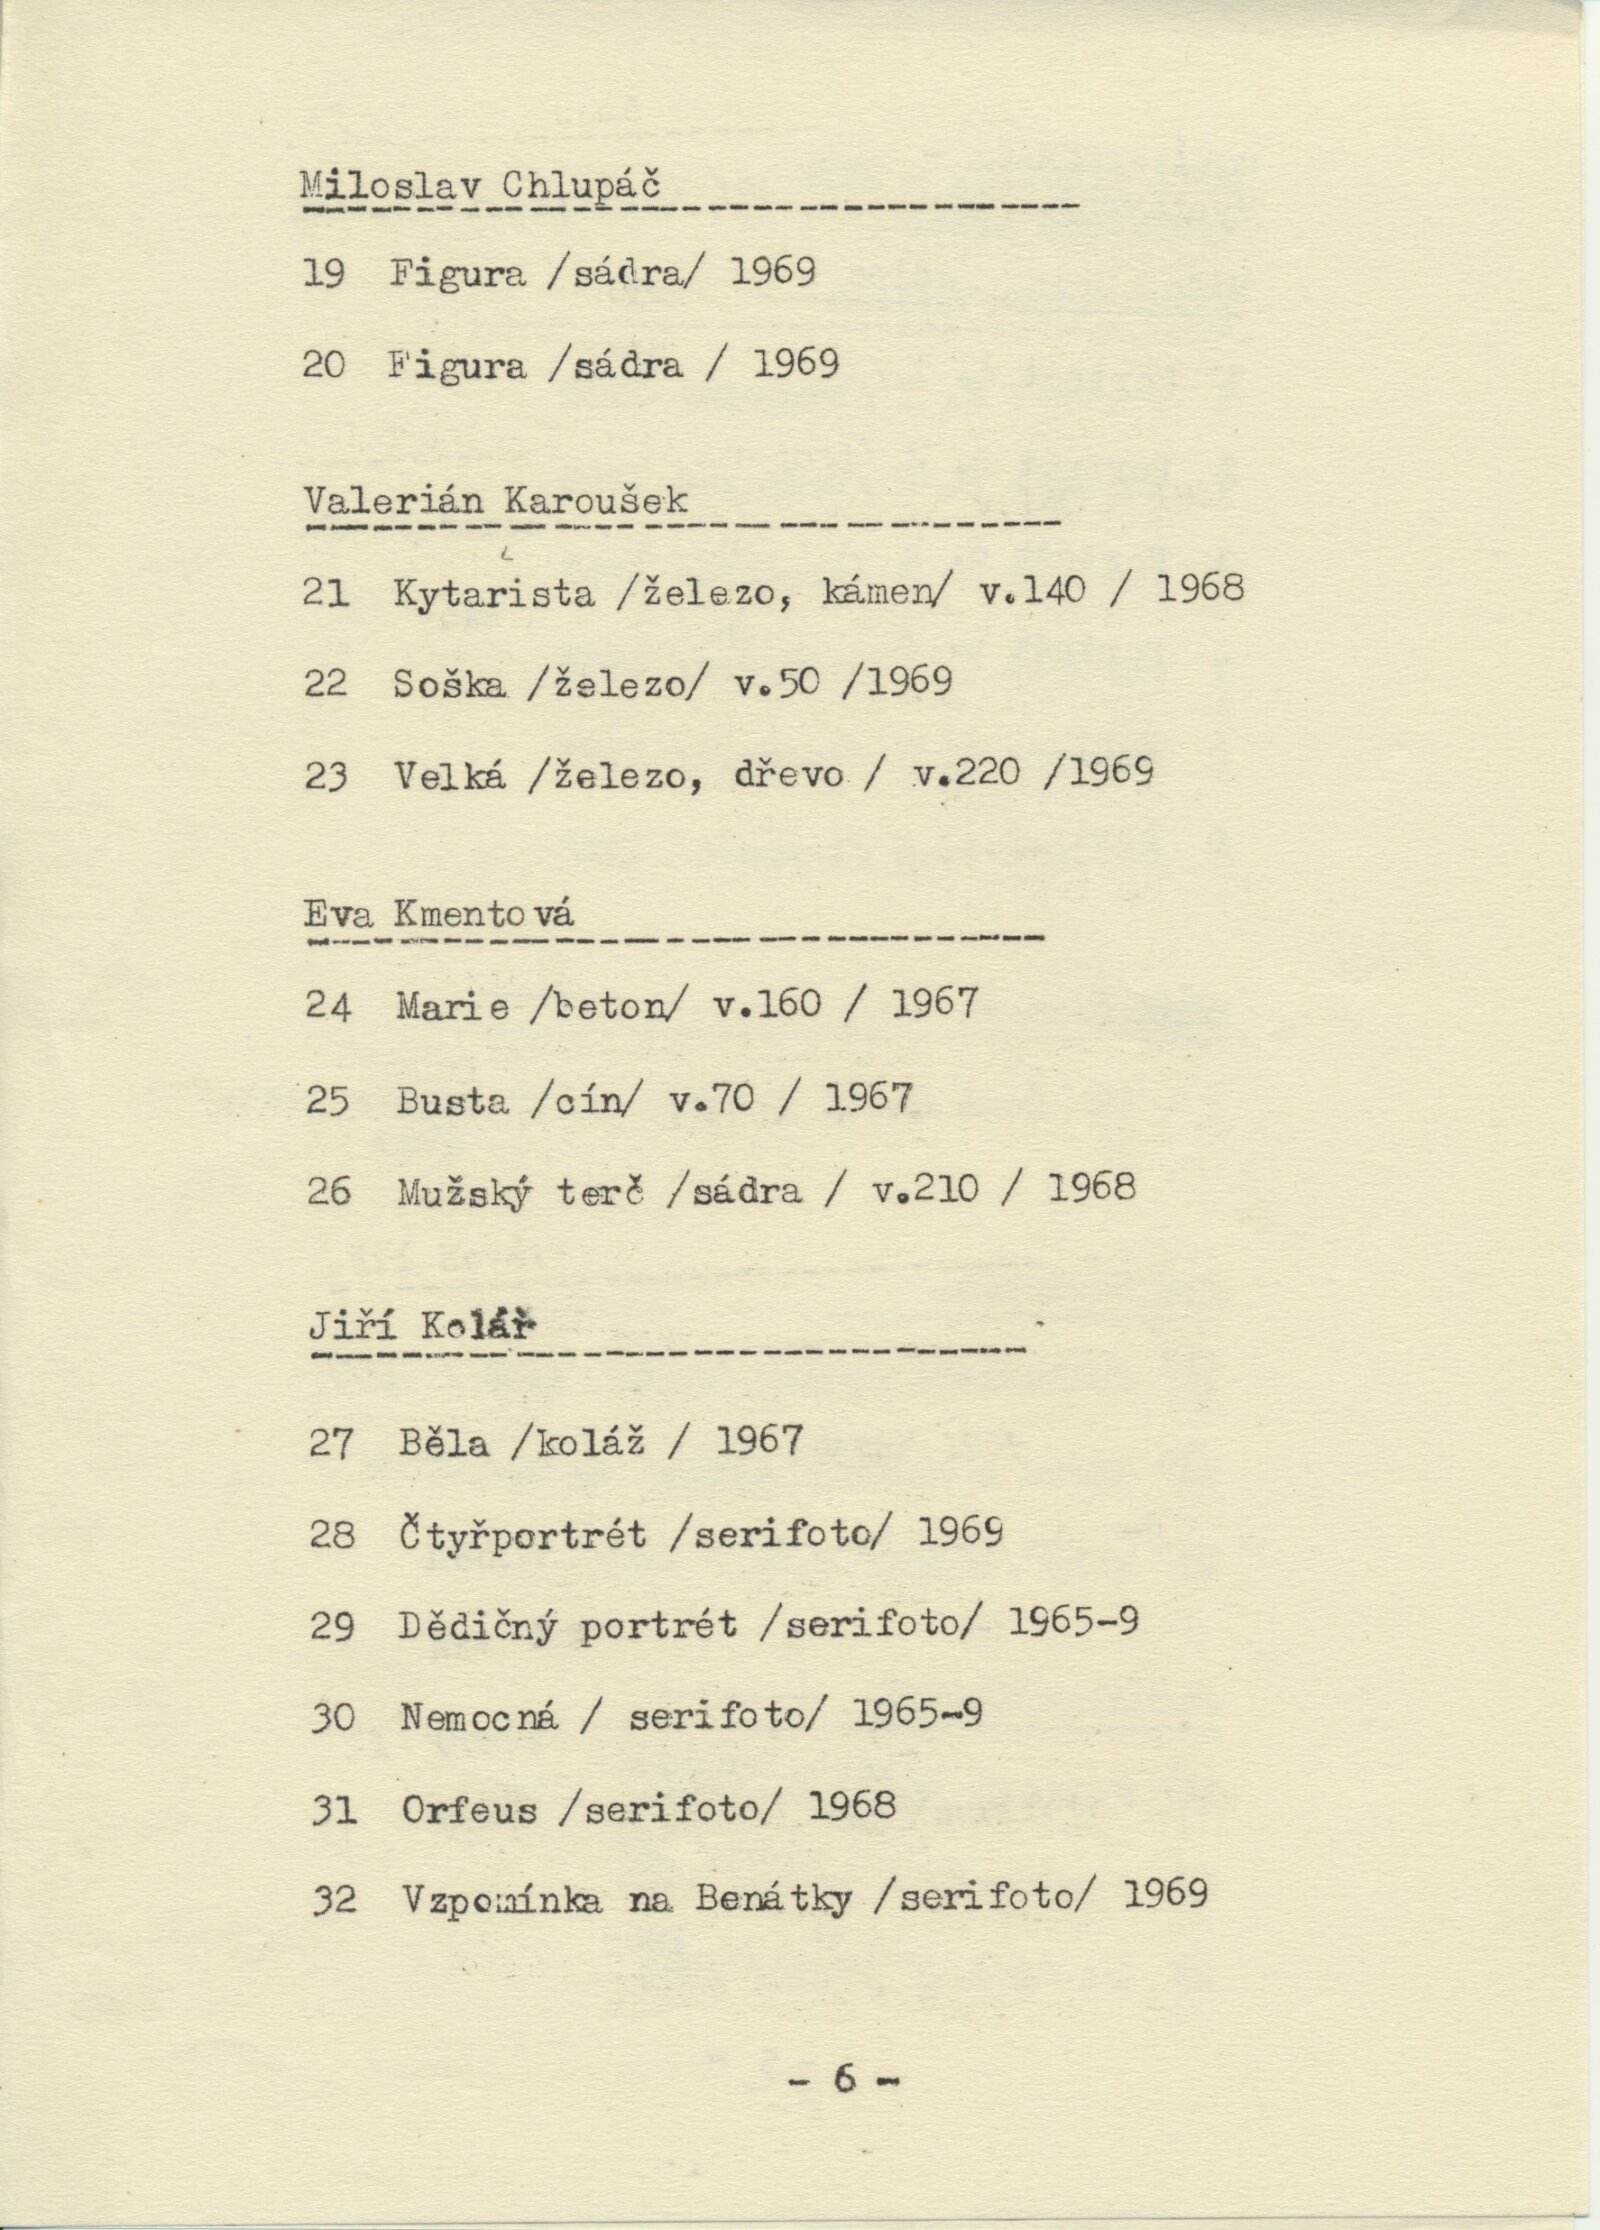 Miloslav Chlupáč
19 Figura /sádra/ 1969
20 Figura /sádra / 1969
Valerián Karoušek
21 Kytarista /železo, kámen/ v.140 / 1968
22 Soška /železo/ v.50 /1969
23 Velká /železo, dřevo / v.220 /1969
Eva Kmentová
24 Marie /beton/ v.160 / 1967
25 Busta /cín/ v.70 / 1967
26 Mužský terč /sádra / v.210 / 1968
Jiří Kolář
27 Běla /koláž / 1967
28 Čtyřportrét /serifoto/ 1969
29 Dědičný portrét /serifoto/ 1965-9
30 Nemocná / serifoto/ 1965-9
31 Orfeus /serifoto/ 1968
32 Vzpomínka na Benátky /serifoto/ 1969
- 6 -